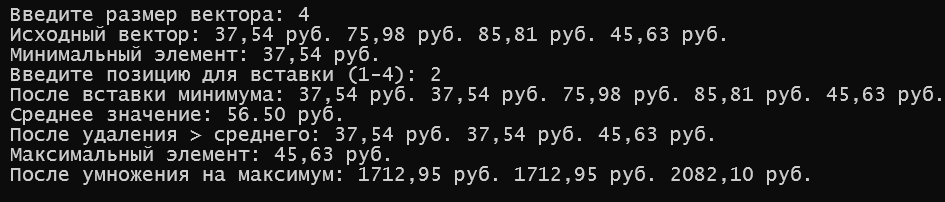 Введите размер вектора: 4
Исходный вектор: 37,54 руб. 75,98 руб. 85,81 руб. 45,63 руб.
Минимальный элемент: 37,54 руб.
Введите позицию для вставки (1-4): 2
После вставки минимума: 37,54 руб. 37,54 руб. 75,98 руб. 85,81 руб. 45,63 руб.
Среднее значение: 56.50 руб.
После удаления > среднего: 37,54 руб. 37,54 руб. 45,63 руб.
Максимальный элемент: 45,63 руб.
После умножения на максимум: 1712,95 руб. 1712,95 руб. 2082,10 руб.